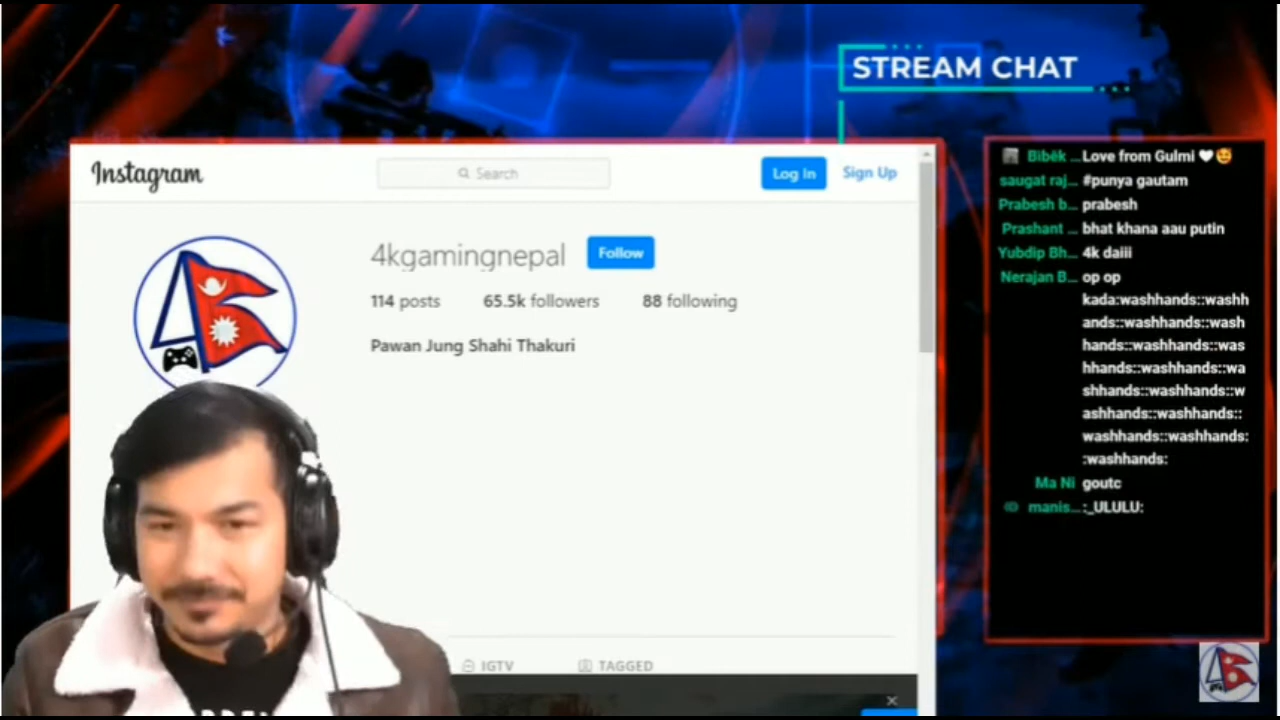 STREAM CHAT
Instagram
Search
Log In
Sign Up
4kgamingnepal
Follow
114 posts
65.5k followers
88 following
Pawan Jung Shahi Thakuri
IGTV
TAGGED
Bibek ... Love from Gulmi
saugat raj... #punya gautam
Prabesh b... prabesh
Prashant ... bhat khana aau putin
Yubdip Bh... 4k daiii
Nerajan B... op op
kada:washhands::washh
ands::washhands::wash
hands::washhands::was
hhands::washhands::wa
shhands::washhands::w
ashhands::washhands::
washhands::washhands:
:washhands:
Ma Ni goutc
manis... :_ULULU: